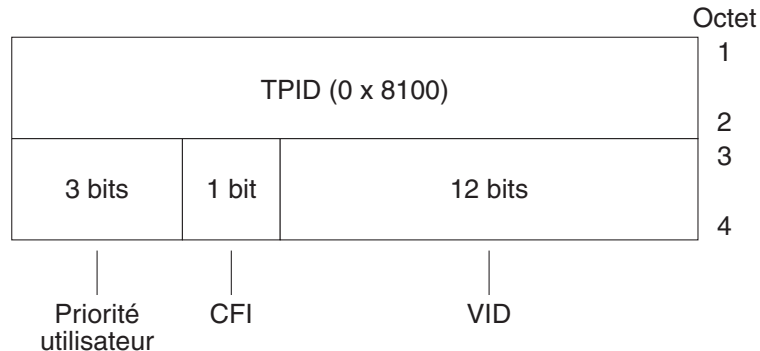 Octet
1
TPID (0 x 8100)
2
3
3 bits
1 bit
12 bits
4
Priorité
utilisateur
CFI
VID